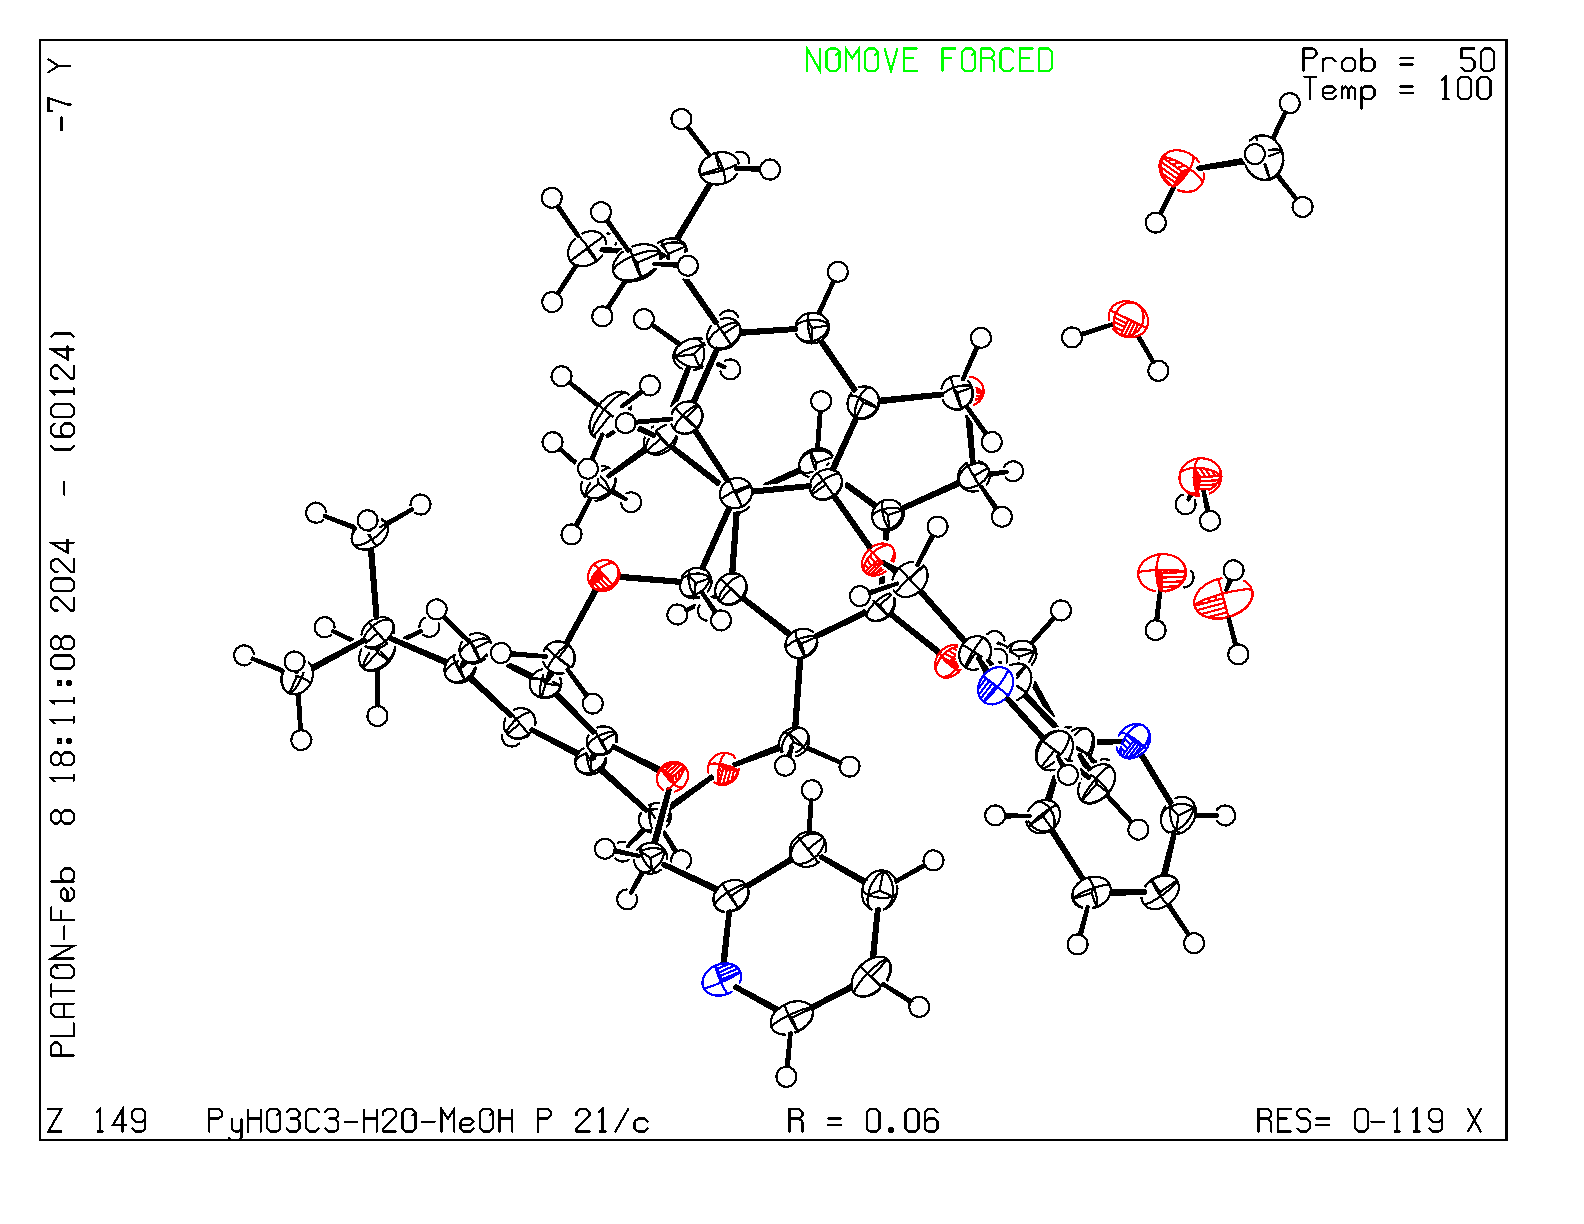 NOMOVE FORCED
Prob = 50
Temp = 100
-7 Y
PLATON-Feb 8 18:11:08 2024 - (60124)
Z 149 PyHO3C3-H2O-MeOH P 21/c R = 0.06 RES= 0-119 X